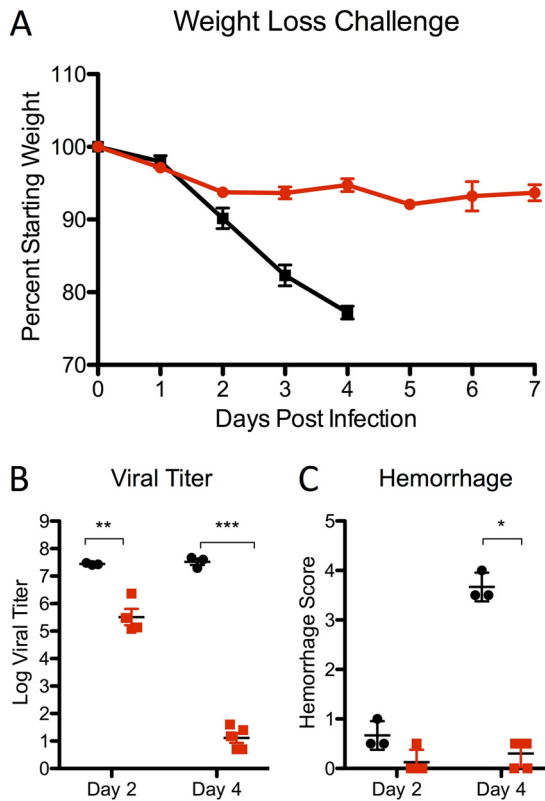 A
Weight Loss Challenge
Percent Starting Weight
110
100
90
80
70
0 1 2 3 4 5 6 7
Days Post Infection
B
Viral Titer
Log Viral Titer
9
8
7
6
5
4
3
2
1
0
**
***
Day 2 Day 4
C
Hemorrhage
Hemorrhage Score
5
4
3
2
1
0
*
Day 2 Day 4